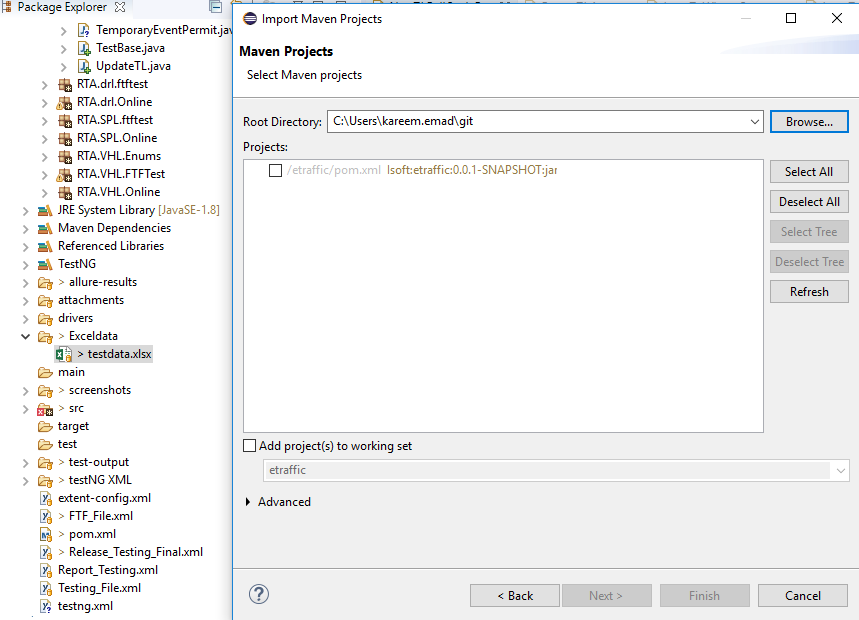 Package Explorer
TemporaryEventPermit.jav
TestBase.java
UpdateTL.java
RTA.drl.ftftest
RTA.drl.Online
RTA.SPL.ftftest
RTA.SPL.Online
RTA.VHL.Enums
RTA.VHL.FTFTest
RTA.VHL.Online
JRE System Library [JavaSE-1.8]
Maven Dependencies
Referenced Libraries
TestNG
> allure-results
attachments
drivers
> Exceldata
> testdata.xlsx
main
> screenshots
> src
target
test
> test-output
> testNG XML
extent-config.xml
> FTF_File.xml
> pom.xml
> Release_Testing_Final.xml
Report_Testing.xml
Testing_File.xml
testng.xml
Import Maven Projects
Maven Projects
Select Maven projects
Root Directory: C:\Users\kareem.emad\git Browse...
Projects:
/etraffic/pom.xml Isoft:etraffic:0.0.1-SNAPSHOT:jar
Select All
Deselect All
Select Tree
Deselect Tree
Refresh
Add project(s) to working set
etraffic
Advanced
? < Back Next > Finish Cancel